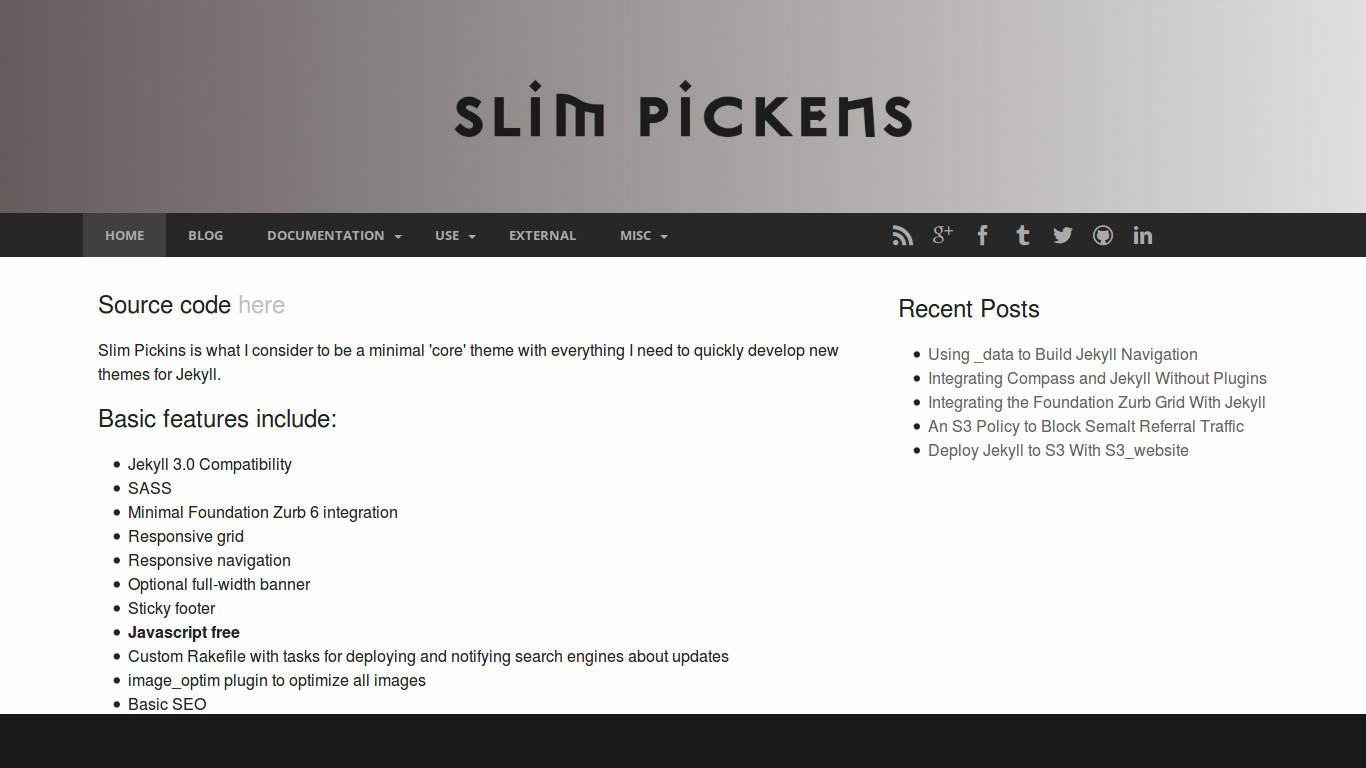 SLIM PICKENS
HOME BLOG DOCUMENTATION USE EXTERNAL MISC
Source code here
Slim Pickins is what I consider to be a minimal 'core' theme with everything I need to quickly develop new
themes for Jekyll.
Basic features include:
Jekyll 3.0 Compatibility
SASS
Minimal Foundation Zurb 6 integration
Responsive grid
Responsive navigation
Optional full-width banner
Sticky footer
Javascript free
Custom Rakefile with tasks for deploying and notifying search engines about updates
image_optim plugin to optimize all images
Basic SEO
Recent Posts
Using _data to Build Jekyll Navigation
Integrating Compass and Jekyll Without Plugins
Integrating the Foundation Zurb Grid With Jekyll
An S3 Policy to Block Semalt Referral Traffic
Deploy Jekyll to S3 With S3_website